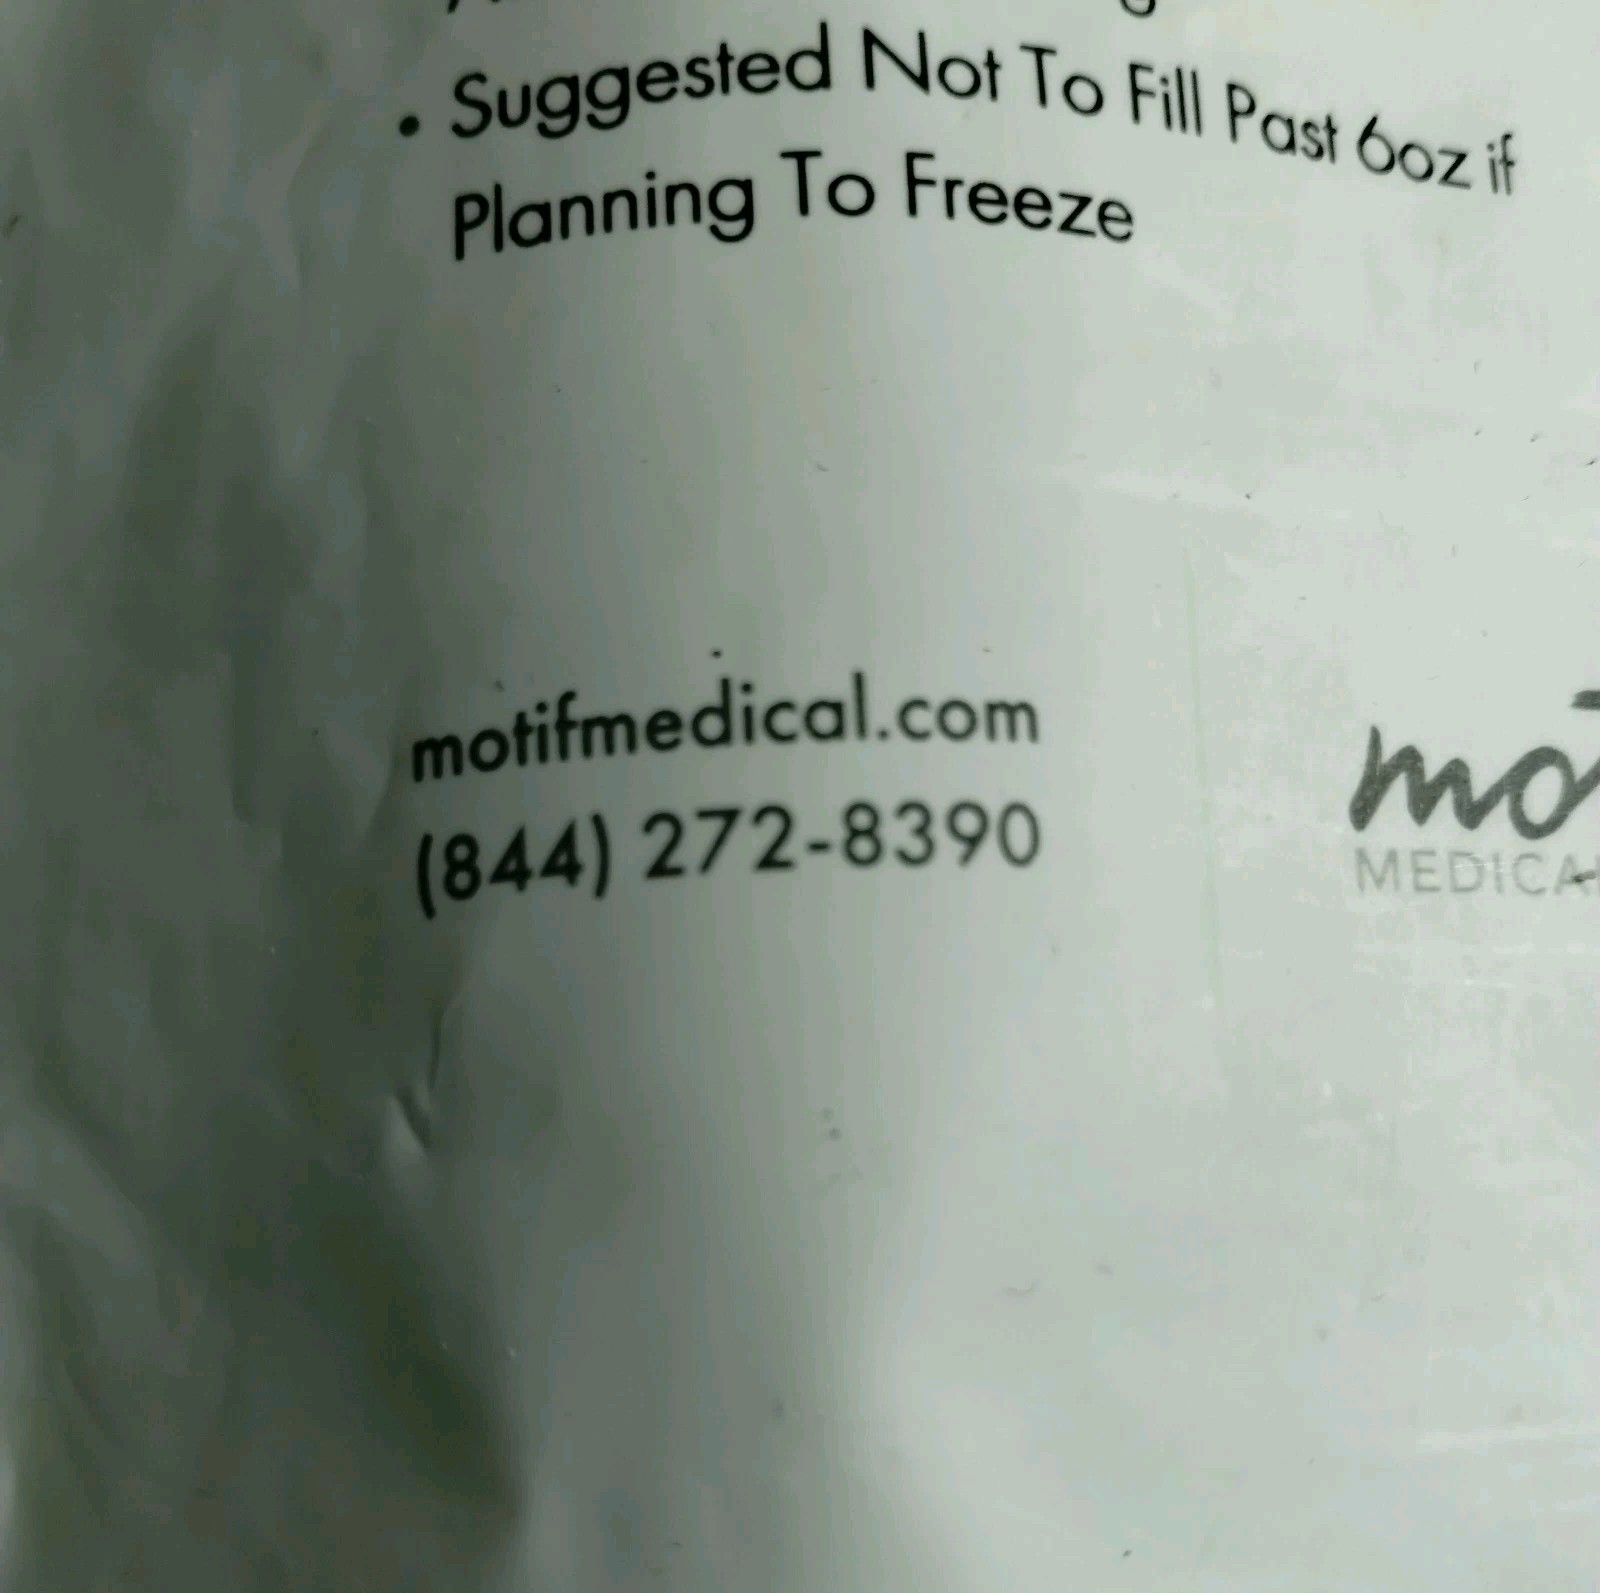 • Suggested Not To Fill Past 6oz if
Planning To Freeze
motifmedical.com
(844) 272-8390